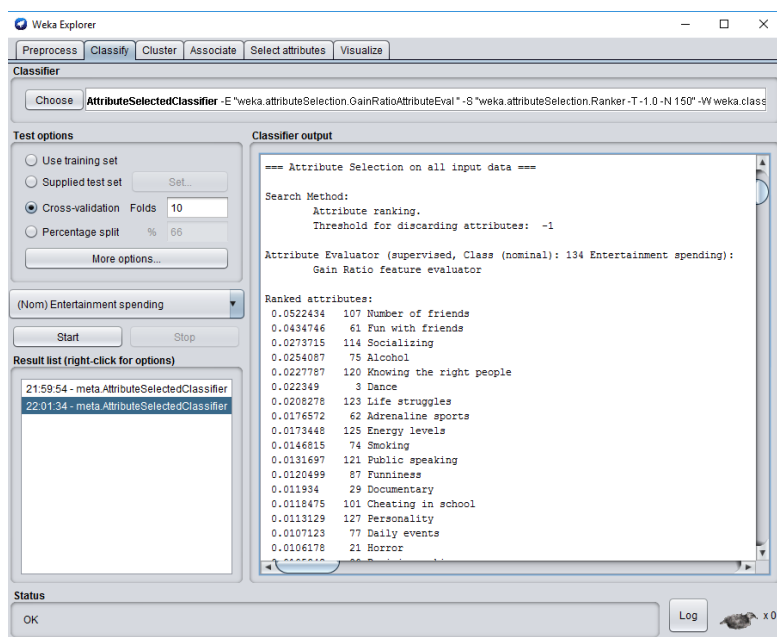 Weka Explorer
Preprocess Classify Cluster Associate Select attributes Visualize
Classifier
Choose AttributeSelectedClassifier -E "weka.attributeSelection.GainRatioAttributeEval " -S "weka.attributeSelection.Ranker -T -1.0 -N 150" -W weka.class
Test options
Use training set
Supplied test set Set...
Cross-validation Folds 10
Percentage split % 66
More options...
(Nom) Entertainment spending
Start Stop
Result list (right-click for options)
21:59:54 - meta.AttributeSelectedClassifier
22:01:34 - meta.AttributeSelectedClassifier
Classifier output
=== Attribute Selection on all input data ===
Search Method:
Attribute ranking.
Threshold for discarding attributes: -1
Attribute Evaluator (supervised, Class (nominal): 134 Entertainment spending):
Gain Ratio feature evaluator
Ranked attributes:
0.0522434 107 Number of friends
0.0434746 61 Fun with friends
0.0273715 114 Socializing
0.0254087 75 Alcohol
0.0227787 120 Knowing the right people
0.022349 3 Dance
0.0208278 123 Life struggles
0.0176572 62 Adrenaline sports
0.0173448 125 Energy levels
0.0146815 74 Smoking
0.0131697 121 Public speaking
0.0120499 87 Funniness
0.011934 29 Documentary
0.0118475 101 Cheating in school
0.0113129 127 Personality
0.0107123 77 Daily events
0.0106178 21 Horror
Status
OK
Log
x 0